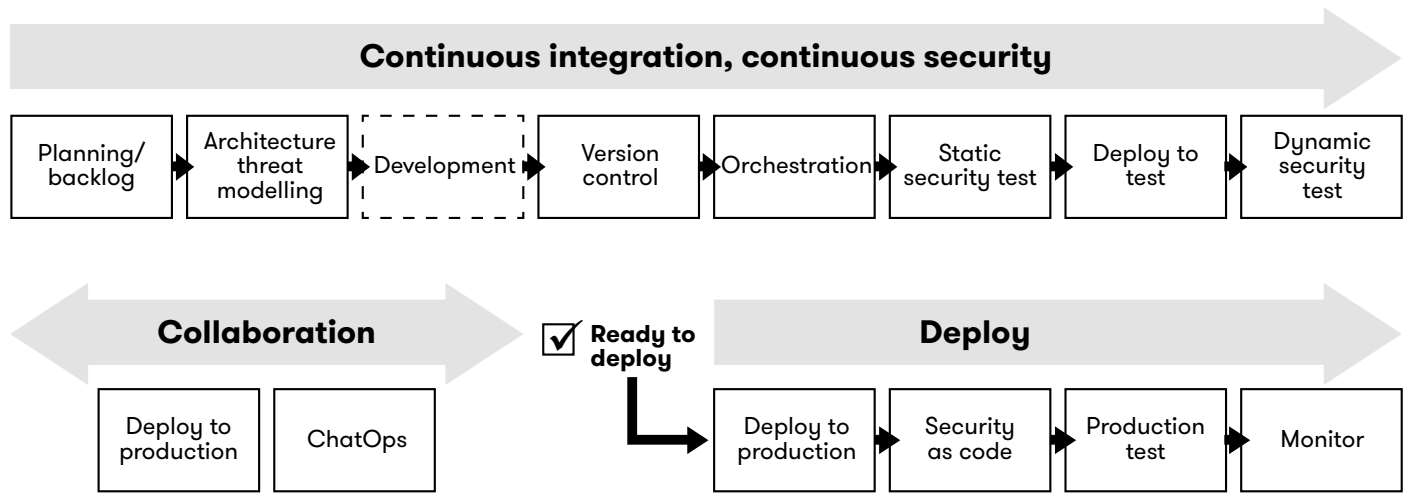 Continuous integration, continuous security
Planning/
backlog
Architecture
threat
modelling
Development
Version
control
Orchestration
Static
security test
Deploy to
test
Dynamic
security
test
Collaboration
Deploy to
production
ChatOps
Ready to
deploy
Deploy
Deploy to
production
Security
as code
Production
test
Monitor